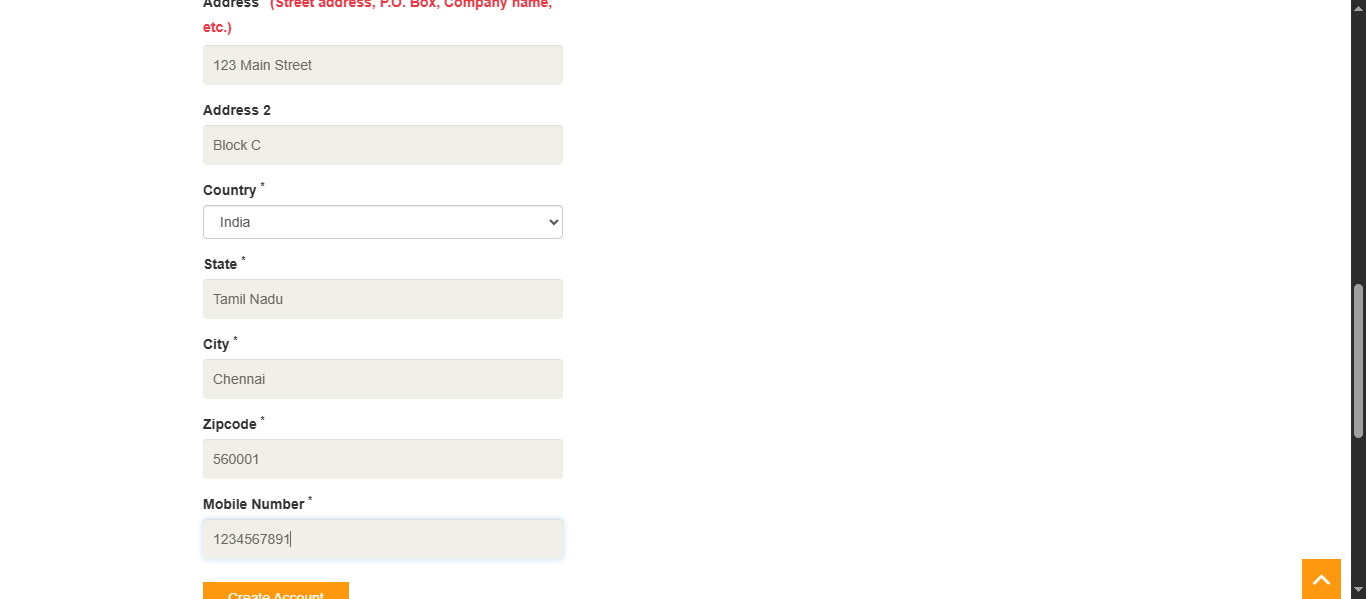 Address * (Street address, P.O. Box, Company name,
etc.)
123 Main Street
Address 2
Block C
Country *
India
State *
Tamil Nadu
City *
Chennai
Zipcode *
560001
Mobile Number *
1234567891
Create Account